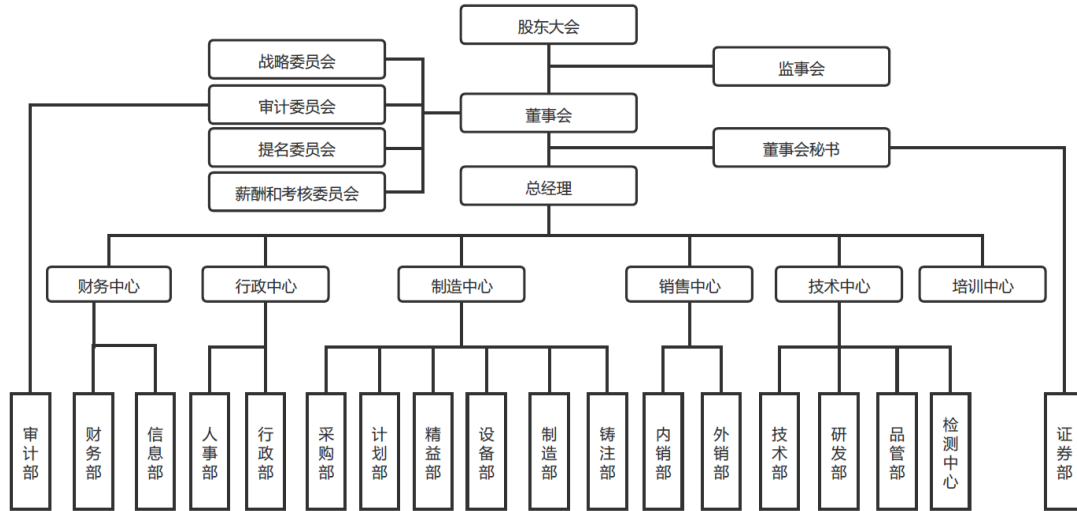 股东大会
战略委员会
监事会
审计委员会
董事会
提名委员会
董事会秘书
薪酬和考核委员会
总经理
财务中心
行政中心
制造中心
销售中心
技术中心
培训中心
审计部
财务部
信息部
人事部
行政部
采购部
计划部
精益部
设备部
制造部
铸注部
内销部
外销部
技术部
研发部
品管部
检测中心
证券部